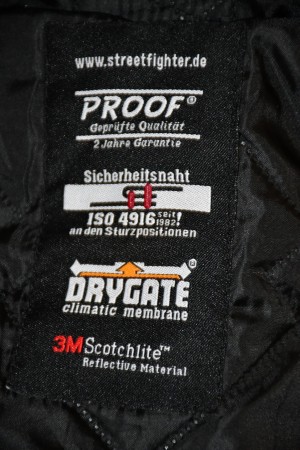 www.streetfighter.de
PROOF®
Geprüfte Qualität
2 Jahre Garantie
Sicherheitsnaht
ISO 4916 seit 1982!
an den Sturzpositionen
DRYGATE
climatic membrane
3M Scotchlite™
Reflective Material